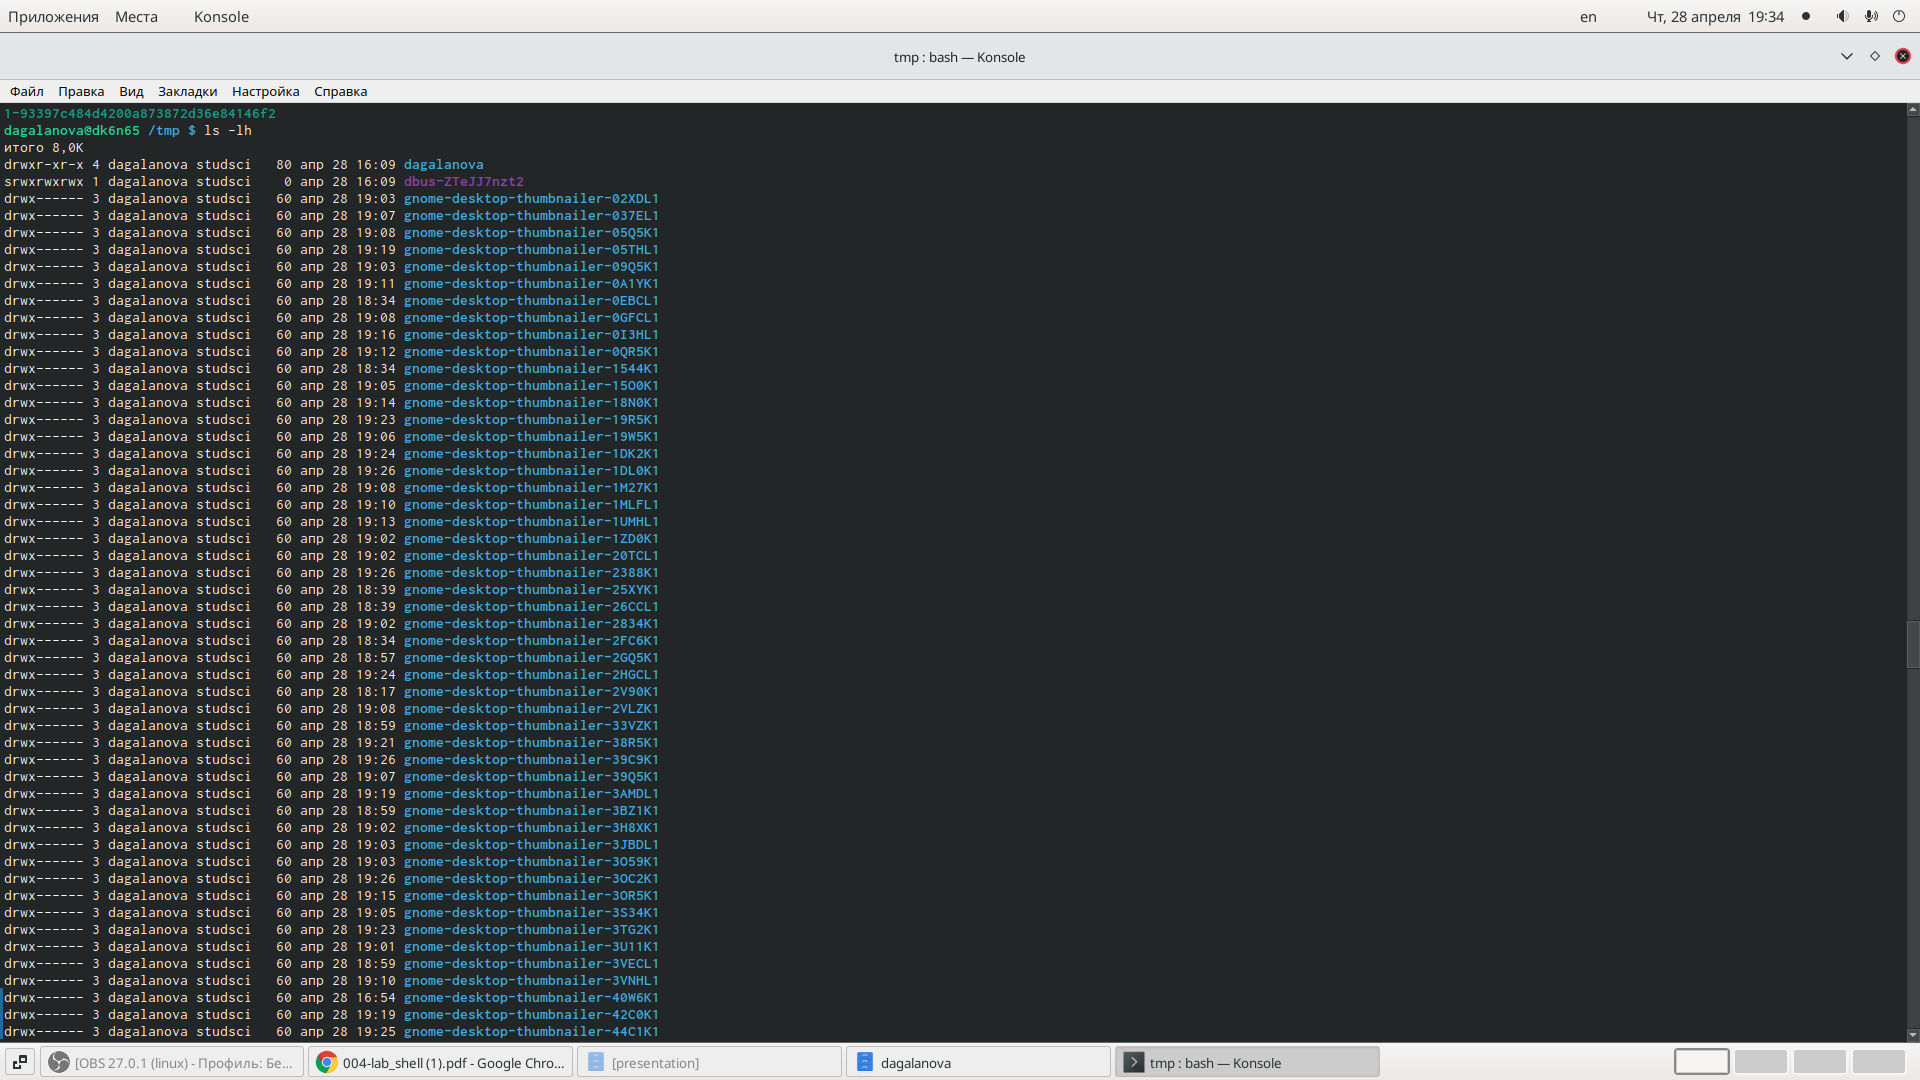 Приложения Места Konsole en Чт, 28 апреля 19:34
tmp : bash — Konsole
Файл Правка Вид Закладки Настройка Справка
1-93397c484d4200a873872d36e84146f2
dagalanova@dk6n65 /tmp $ ls -lh
итого 8,0K
drwxr-xr-x 4 dagalanova studsci 80 апр 28 16:09 dagalanova
srwxrwxrwx 1 dagalanova studsci 0 апр 28 16:09 dbus-ZTeJJ7nzt2
drwx------ 3 dagalanova studsci 60 апр 28 19:03 gnome-desktop-thumbnailer-02XDL1
drwx------ 3 dagalanova studsci 60 апр 28 19:07 gnome-desktop-thumbnailer-037EL1
drwx------ 3 dagalanova studsci 60 апр 28 19:08 gnome-desktop-thumbnailer-05Q5K1
drwx------ 3 dagalanova studsci 60 апр 28 19:19 gnome-desktop-thumbnailer-05THL1
drwx------ 3 dagalanova studsci 60 апр 28 19:03 gnome-desktop-thumbnailer-09Q5K1
drwx------ 3 dagalanova studsci 60 апр 28 19:11 gnome-desktop-thumbnailer-0A1YK1
drwx------ 3 dagalanova studsci 60 апр 28 18:34 gnome-desktop-thumbnailer-0EBCL1
drwx------ 3 dagalanova studsci 60 апр 28 19:08 gnome-desktop-thumbnailer-0GFCL1
drwx------ 3 dagalanova studsci 60 апр 28 19:16 gnome-desktop-thumbnailer-0I3HL1
drwx------ 3 dagalanova studsci 60 апр 28 19:12 gnome-desktop-thumbnailer-0QR5K1
drwx------ 3 dagalanova studsci 60 апр 28 18:34 gnome-desktop-thumbnailer-1544K1
drwx------ 3 dagalanova studsci 60 апр 28 19:05 gnome-desktop-thumbnailer-15O0K1
drwx------ 3 dagalanova studsci 60 апр 28 19:14 gnome-desktop-thumbnailer-18N0K1
drwx------ 3 dagalanova studsci 60 апр 28 19:23 gnome-desktop-thumbnailer-19R5K1
drwx------ 3 dagalanova studsci 60 апр 28 19:06 gnome-desktop-thumbnailer-19W5K1
drwx------ 3 dagalanova studsci 60 апр 28 19:24 gnome-desktop-thumbnailer-1DK2K1
drwx------ 3 dagalanova studsci 60 апр 28 19:26 gnome-desktop-thumbnailer-1DL0K1
drwx------ 3 dagalanova studsci 60 апр 28 19:08 gnome-desktop-thumbnailer-1M27K1
drwx------ 3 dagalanova studsci 60 апр 28 19:10 gnome-desktop-thumbnailer-1MLFL1
drwx------ 3 dagalanova studsci 60 апр 28 19:13 gnome-desktop-thumbnailer-1UMHL1
drwx------ 3 dagalanova studsci 60 апр 28 19:02 gnome-desktop-thumbnailer-1ZD0K1
drwx------ 3 dagalanova studsci 60 апр 28 19:02 gnome-desktop-thumbnailer-20TCL1
drwx------ 3 dagalanova studsci 60 апр 28 19:26 gnome-desktop-thumbnailer-2388K1
drwx------ 3 dagalanova studsci 60 апр 28 18:39 gnome-desktop-thumbnailer-25XYK1
drwx------ 3 dagalanova studsci 60 апр 28 18:39 gnome-desktop-thumbnailer-26CCL1
drwx------ 3 dagalanova studsci 60 апр 28 19:02 gnome-desktop-thumbnailer-2834K1
drwx------ 3 dagalanova studsci 60 апр 28 18:34 gnome-desktop-thumbnailer-2FC6K1
drwx------ 3 dagalanova studsci 60 апр 28 18:57 gnome-desktop-thumbnailer-2GQ5K1
drwx------ 3 dagalanova studsci 60 апр 28 19:24 gnome-desktop-thumbnailer-2HGCL1
drwx------ 3 dagalanova studsci 60 апр 28 18:17 gnome-desktop-thumbnailer-2V90K1
drwx------ 3 dagalanova studsci 60 апр 28 19:08 gnome-desktop-thumbnailer-2VLZK1
drwx------ 3 dagalanova studsci 60 апр 28 18:59 gnome-desktop-thumbnailer-33VZK1
drwx------ 3 dagalanova studsci 60 апр 28 19:21 gnome-desktop-thumbnailer-38R5K1
drwx------ 3 dagalanova studsci 60 апр 28 19:26 gnome-desktop-thumbnailer-39C9K1
drwx------ 3 dagalanova studsci 60 апр 28 19:07 gnome-desktop-thumbnailer-39Q5K1
drwx------ 3 dagalanova studsci 60 апр 28 19:19 gnome-desktop-thumbnailer-3AMDL1
drwx------ 3 dagalanova studsci 60 апр 28 18:59 gnome-desktop-thumbnailer-3BZ1K1
drwx------ 3 dagalanova studsci 60 апр 28 19:02 gnome-desktop-thumbnailer-3H8XK1
drwx------ 3 dagalanova studsci 60 апр 28 19:03 gnome-desktop-thumbnailer-3JBDL1
drwx------ 3 dagalanova studsci 60 апр 28 19:03 gnome-desktop-thumbnailer-3O59K1
drwx------ 3 dagalanova studsci 60 апр 28 19:26 gnome-desktop-thumbnailer-3OC2K1
drwx------ 3 dagalanova studsci 60 апр 28 19:15 gnome-desktop-thumbnailer-3OR5K1
drwx------ 3 dagalanova studsci 60 апр 28 19:05 gnome-desktop-thumbnailer-3S34K1
drwx------ 3 dagalanova studsci 60 апр 28 19:23 gnome-desktop-thumbnailer-3TG2K1
drwx------ 3 dagalanova studsci 60 апр 28 19:01 gnome-desktop-thumbnailer-3U11K1
drwx------ 3 dagalanova studsci 60 апр 28 18:59 gnome-desktop-thumbnailer-3VECL1
drwx------ 3 dagalanova studsci 60 апр 28 19:10 gnome-desktop-thumbnailer-3VNHL1
drwx------ 3 dagalanova studsci 60 апр 28 16:54 gnome-desktop-thumbnailer-40W6K1
drwx------ 3 dagalanova studsci 60 апр 28 19:19 gnome-desktop-thumbnailer-42C0K1
drwx------ 3 dagalanova studsci 60 апр 28 19:25 gnome-desktop-thumbnailer-44C1K1
[OBS 27.0.1 (linux) - Профиль: Бе... 004-lab_shell (1).pdf - Google Chro... [presentation] dagalanova tmp : bash — Konsole